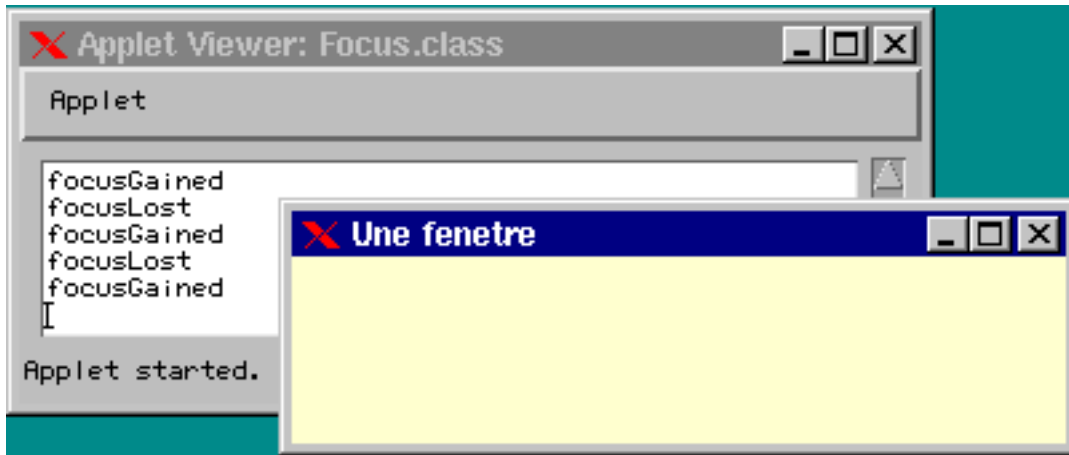 Applet Viewer: Focus.class
Applet
focusGained
focusLost
focusGained
focusLost
focusGained
Une fenetre
Applet started.